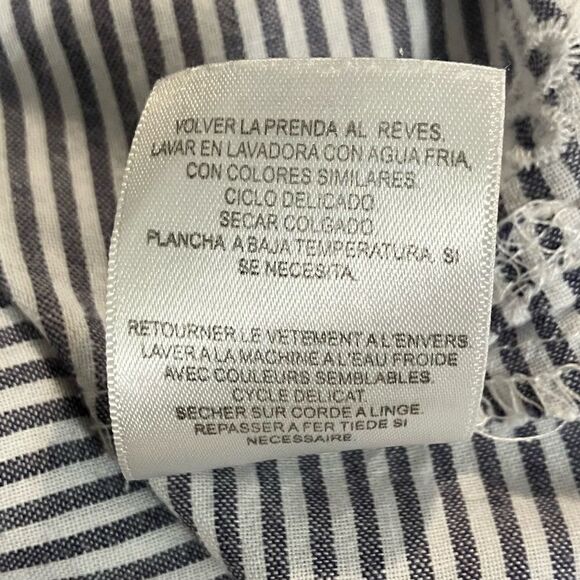 VOLVER LA PRENDA AL REVES.
LAVAR EN LAVADORA CON AGUA FRIA,
CON COLORES SIMILARES.
CICLO DELICADO
SECAR COLGADO
PLANCHA A BAJA TEMPERATURA, SI
SE NECESITA.
RETOURNER LE VETEMENT A L'ENVERS.
LAVER A LA MACHINE A L'EAU FROIDE
AVEC COULEURS SEMBLABLES.
CYCLE DELICAT.
SECHER SUR CORDE A LINGE.
REPASSER A FER TIEDE SI
NECESSAIRE.